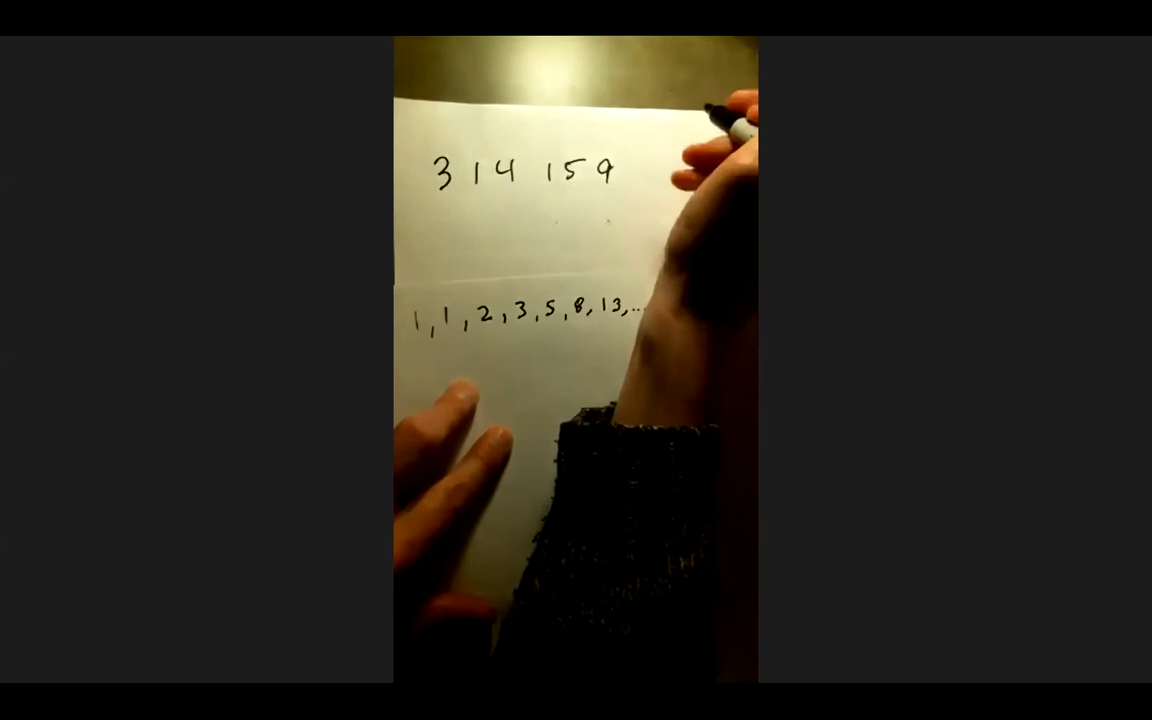 3 14 159
1, 1, 2, 3, 5, 8, 13, ...